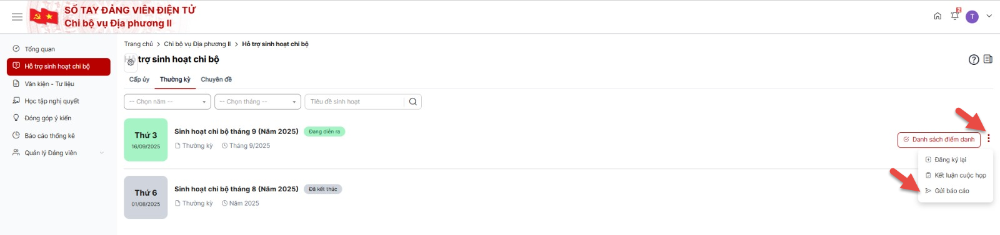 SỔ TAY ĐẢNG VIÊN ĐIỆN TỬ
Chi bộ vụ Địa phương II
2
T
Tổng quan
Hỗ trợ sinh hoạt chi bộ
Văn kiện - Tư liệu
Học tập nghị quyết
Đóng góp ý kiến
Báo cáo thống kê
Quản lý Đảng viên
Trang chủ > Chi bộ vụ Địa phương II > Hỗ trợ sinh hoạt chi bộ
Hỗ trợ sinh hoạt chi bộ
Cấp ủy Thường kỳ Chuyên đề
-- Chọn năm -- -- Chọn tháng -- Tiêu đề sinh hoạt
Thứ 3
16/09/2025
Sinh hoạt chi bộ tháng 9 (Năm 2025) Đang diễn ra
Thường kỳ Tháng 9/2025
Danh sách điểm danh
Đăng ký lại
Kết luận cuộc họp
Gửi báo cáo
Thứ 6
01/08/2025
Sinh hoạt chi bộ tháng 8 (Năm 2025) Đã kết thúc
Thường kỳ Năm 2025